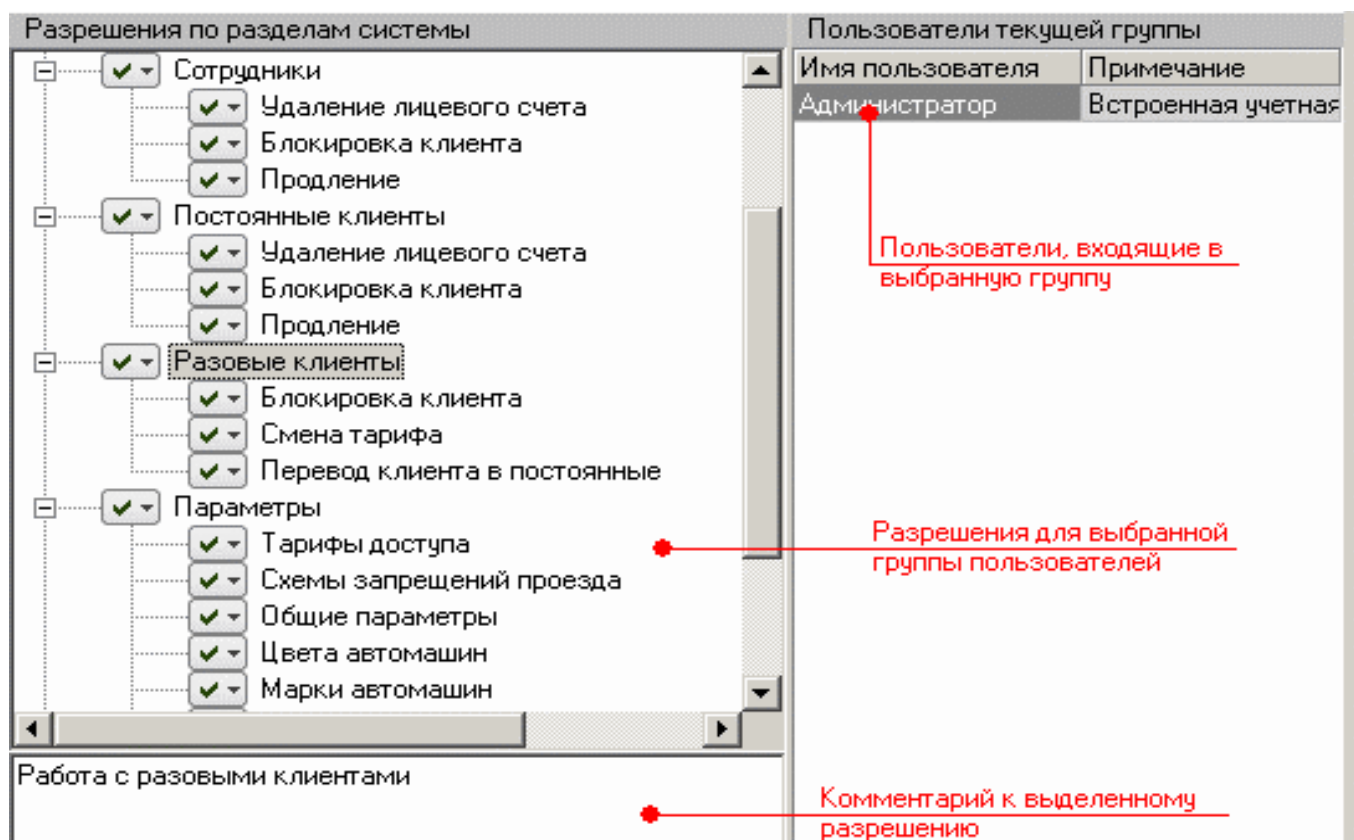 Разрешения по разделам системы
Сотрудники
Удаление лицевого счета
Блокировка клиента
Продление
Постоянные клиенты
Удаление лицевого счета
Блокировка клиента
Продление
Разовые клиенты
Блокировка клиента
Смена тарифа
Перевод клиента в постоянные
Параметры
Тарифы доступа
Схемы запрещений проезда
Общие параметры
Цвета автомашин
Марки автомашин
Работа с разовыми клиентами
Пользователи текущей группы
Имя пользователя Примечание
Администратор Встроенная учетная
Пользователи, входящие в
выбранную группу
Разрешения для выбранной
группы пользователей
Комментарий к выделенному
разрешению